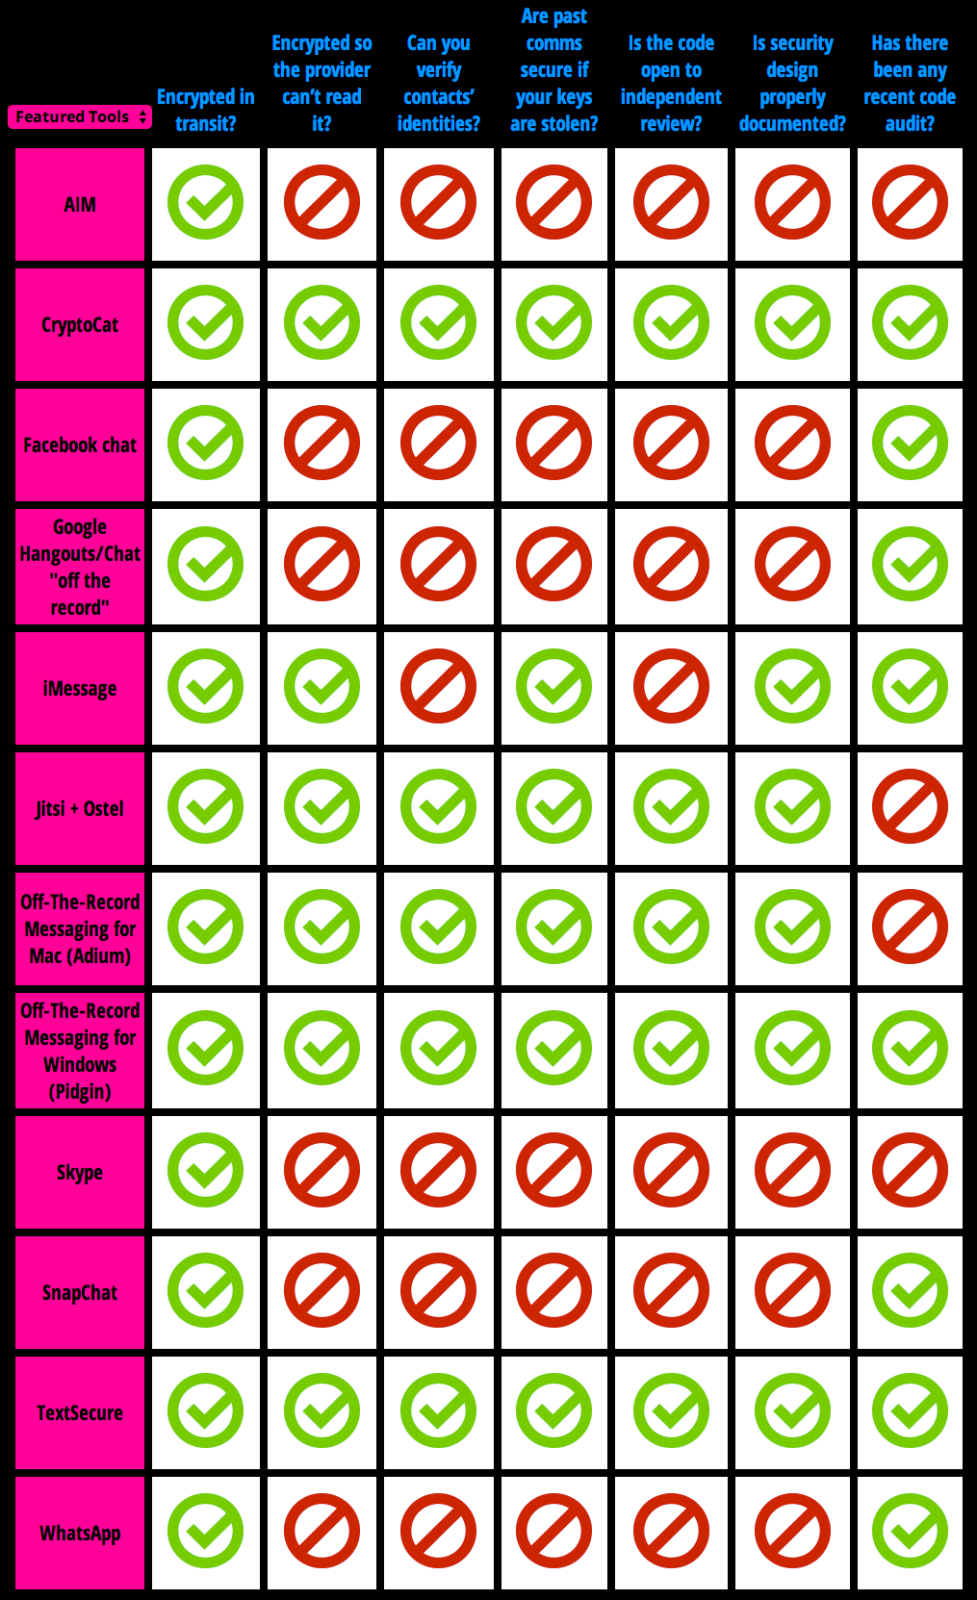 Featured Tools
Encrypted in
transit?
Encrypted so
the provider
can’t read
it?
Can you
verify
contacts’
identities?
Are past
comms
secure if
your keys
are stolen?
Is the code
open to
independent
review?
Is security
design
properly
documented?
Has there
been any
recent code
audit?
AIM
CryptoCat
Facebook chat
Google
Hangouts/Chat
"off the
record"
iMessage
Jitsi + Ostel
Off-The-Record
Messaging for
Mac (Adium)
Off-The-Record
Messaging for
Windows
(Pidgin)
Skype
SnapChat
TextSecure
WhatsApp